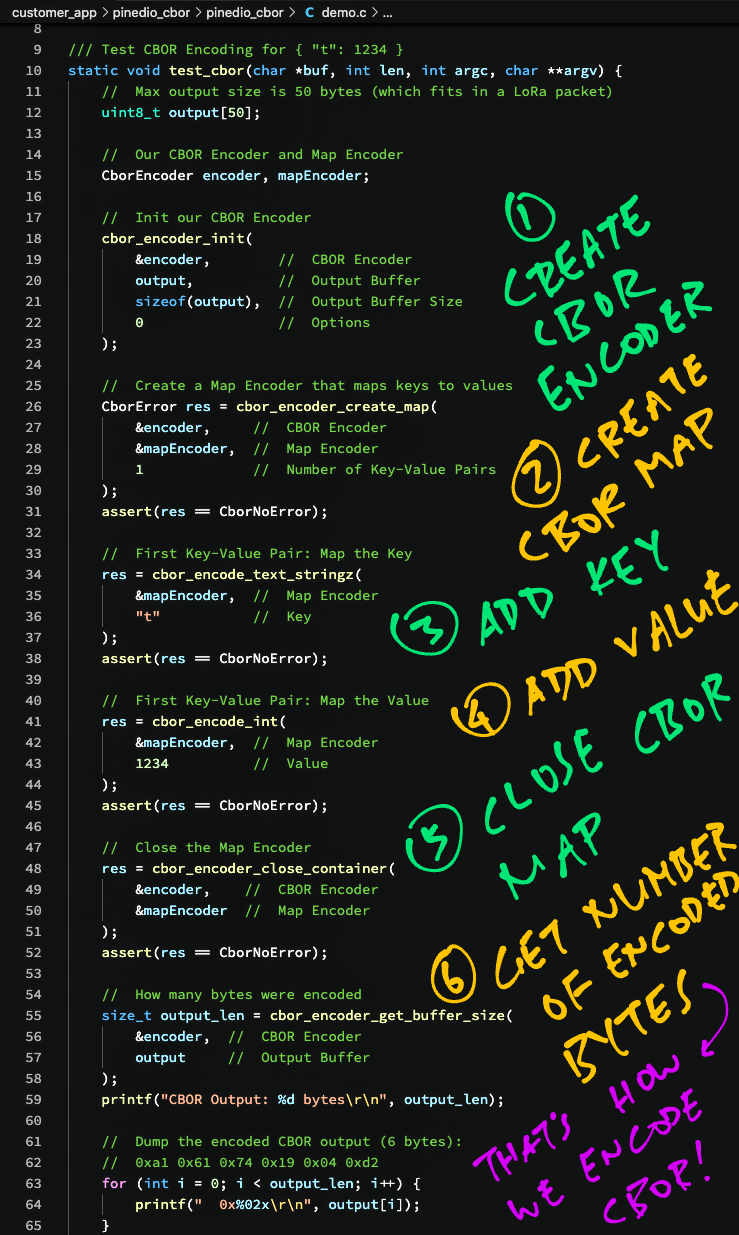 customer_app > pinedio_cbor > pinedio_cbor > C demo.c > ...
8
9 /// Test CBOR Encoding for { "t": 1234 }
10 static void test_cbor(char *buf, int len, int argc, char **argv) {
11 //  Max output size is 50 bytes (which fits in a LoRa packet)
12 uint8_t output[50];
13
14 //  Our CBOR Encoder and Map Encoder
15 CborEncoder encoder, mapEncoder;
16
17 //  Init our CBOR Encoder
18 cbor_encoder_init(
19 &encoder,        //  CBOR Encoder
20 output,          //  Output Buffer
21 sizeof(output),  //  Output Buffer Size
22 0                //  Options
23 );
24
25 //  Create a Map Encoder that maps keys to values
26 CborError res = cbor_encoder_create_map(
27 &encoder,     //  CBOR Encoder
28 &mapEncoder,  //  Map Encoder
29 1             //  Number of Key-Value Pairs
30 );
31 assert(res == CborNoError);
32
33 //  First Key-Value Pair: Map the Key
34 res = cbor_encode_text_stringz(
35 &mapEncoder,  //  Map Encoder
36 "t"           //  Key
37 );
38 assert(res == CborNoError);
39
40 //  First Key-Value Pair: Map the Value
41 res = cbor_encode_int(
42 &mapEncoder,  //  Map Encoder
43 1234          //  Value
44 );
45 assert(res == CborNoError);
46
47 //  Close the Map Encoder
48 res = cbor_encoder_close_container(
49 &encoder,    //  CBOR Encoder
50 &mapEncoder  //  Map Encoder
51 );
52 assert(res == CborNoError);
53
54 //  How many bytes were encoded
55 size_t output_len = cbor_encoder_get_buffer_size(
56 &encoder,  //  CBOR Encoder
57 output     //  Output Buffer
58 );
59 printf("CBOR Output: %d bytes\r\n", output_len);
60
61 //  Dump the encoded CBOR output (6 bytes):
62 //  0xa1 0x61 0x74 0x19 0x04 0xd2
63 for (int i = 0; i < output_len; i++) {
64 printf("  0x%02x\r\n", output[i]);
65 }
1
CREATE
CBOR
ENCODER
2 CREATE
CBOR MAP
3 ADD KEY
4 ADD VALUE
5 CLOSE CBOR
MAP
6 GET NUMBER
OF ENCODED
BYTES
THAT'S HOW
WE ENCODE
CBOR!